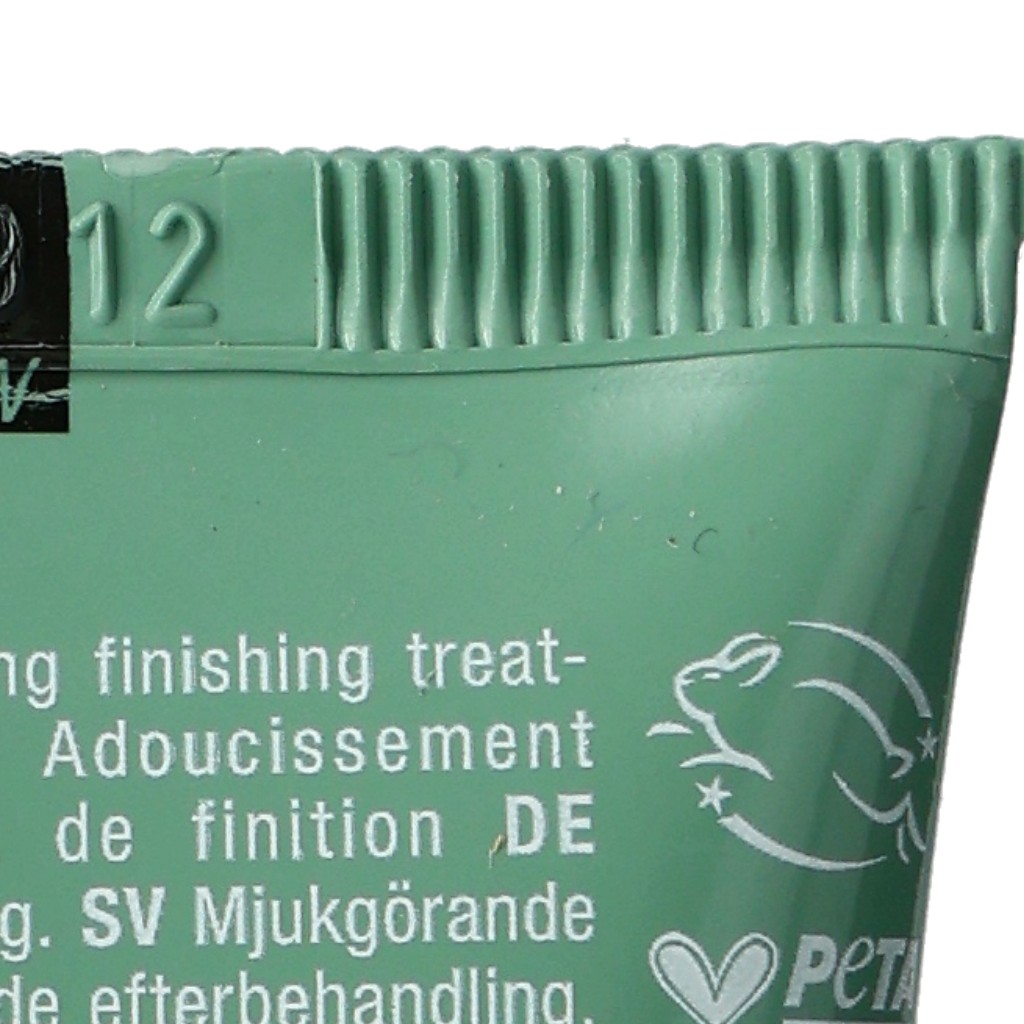 12
ng finishing treat-
Adoucissement
de finition DE
g. SV Mjukgörande
de efterbehandling.
PETA